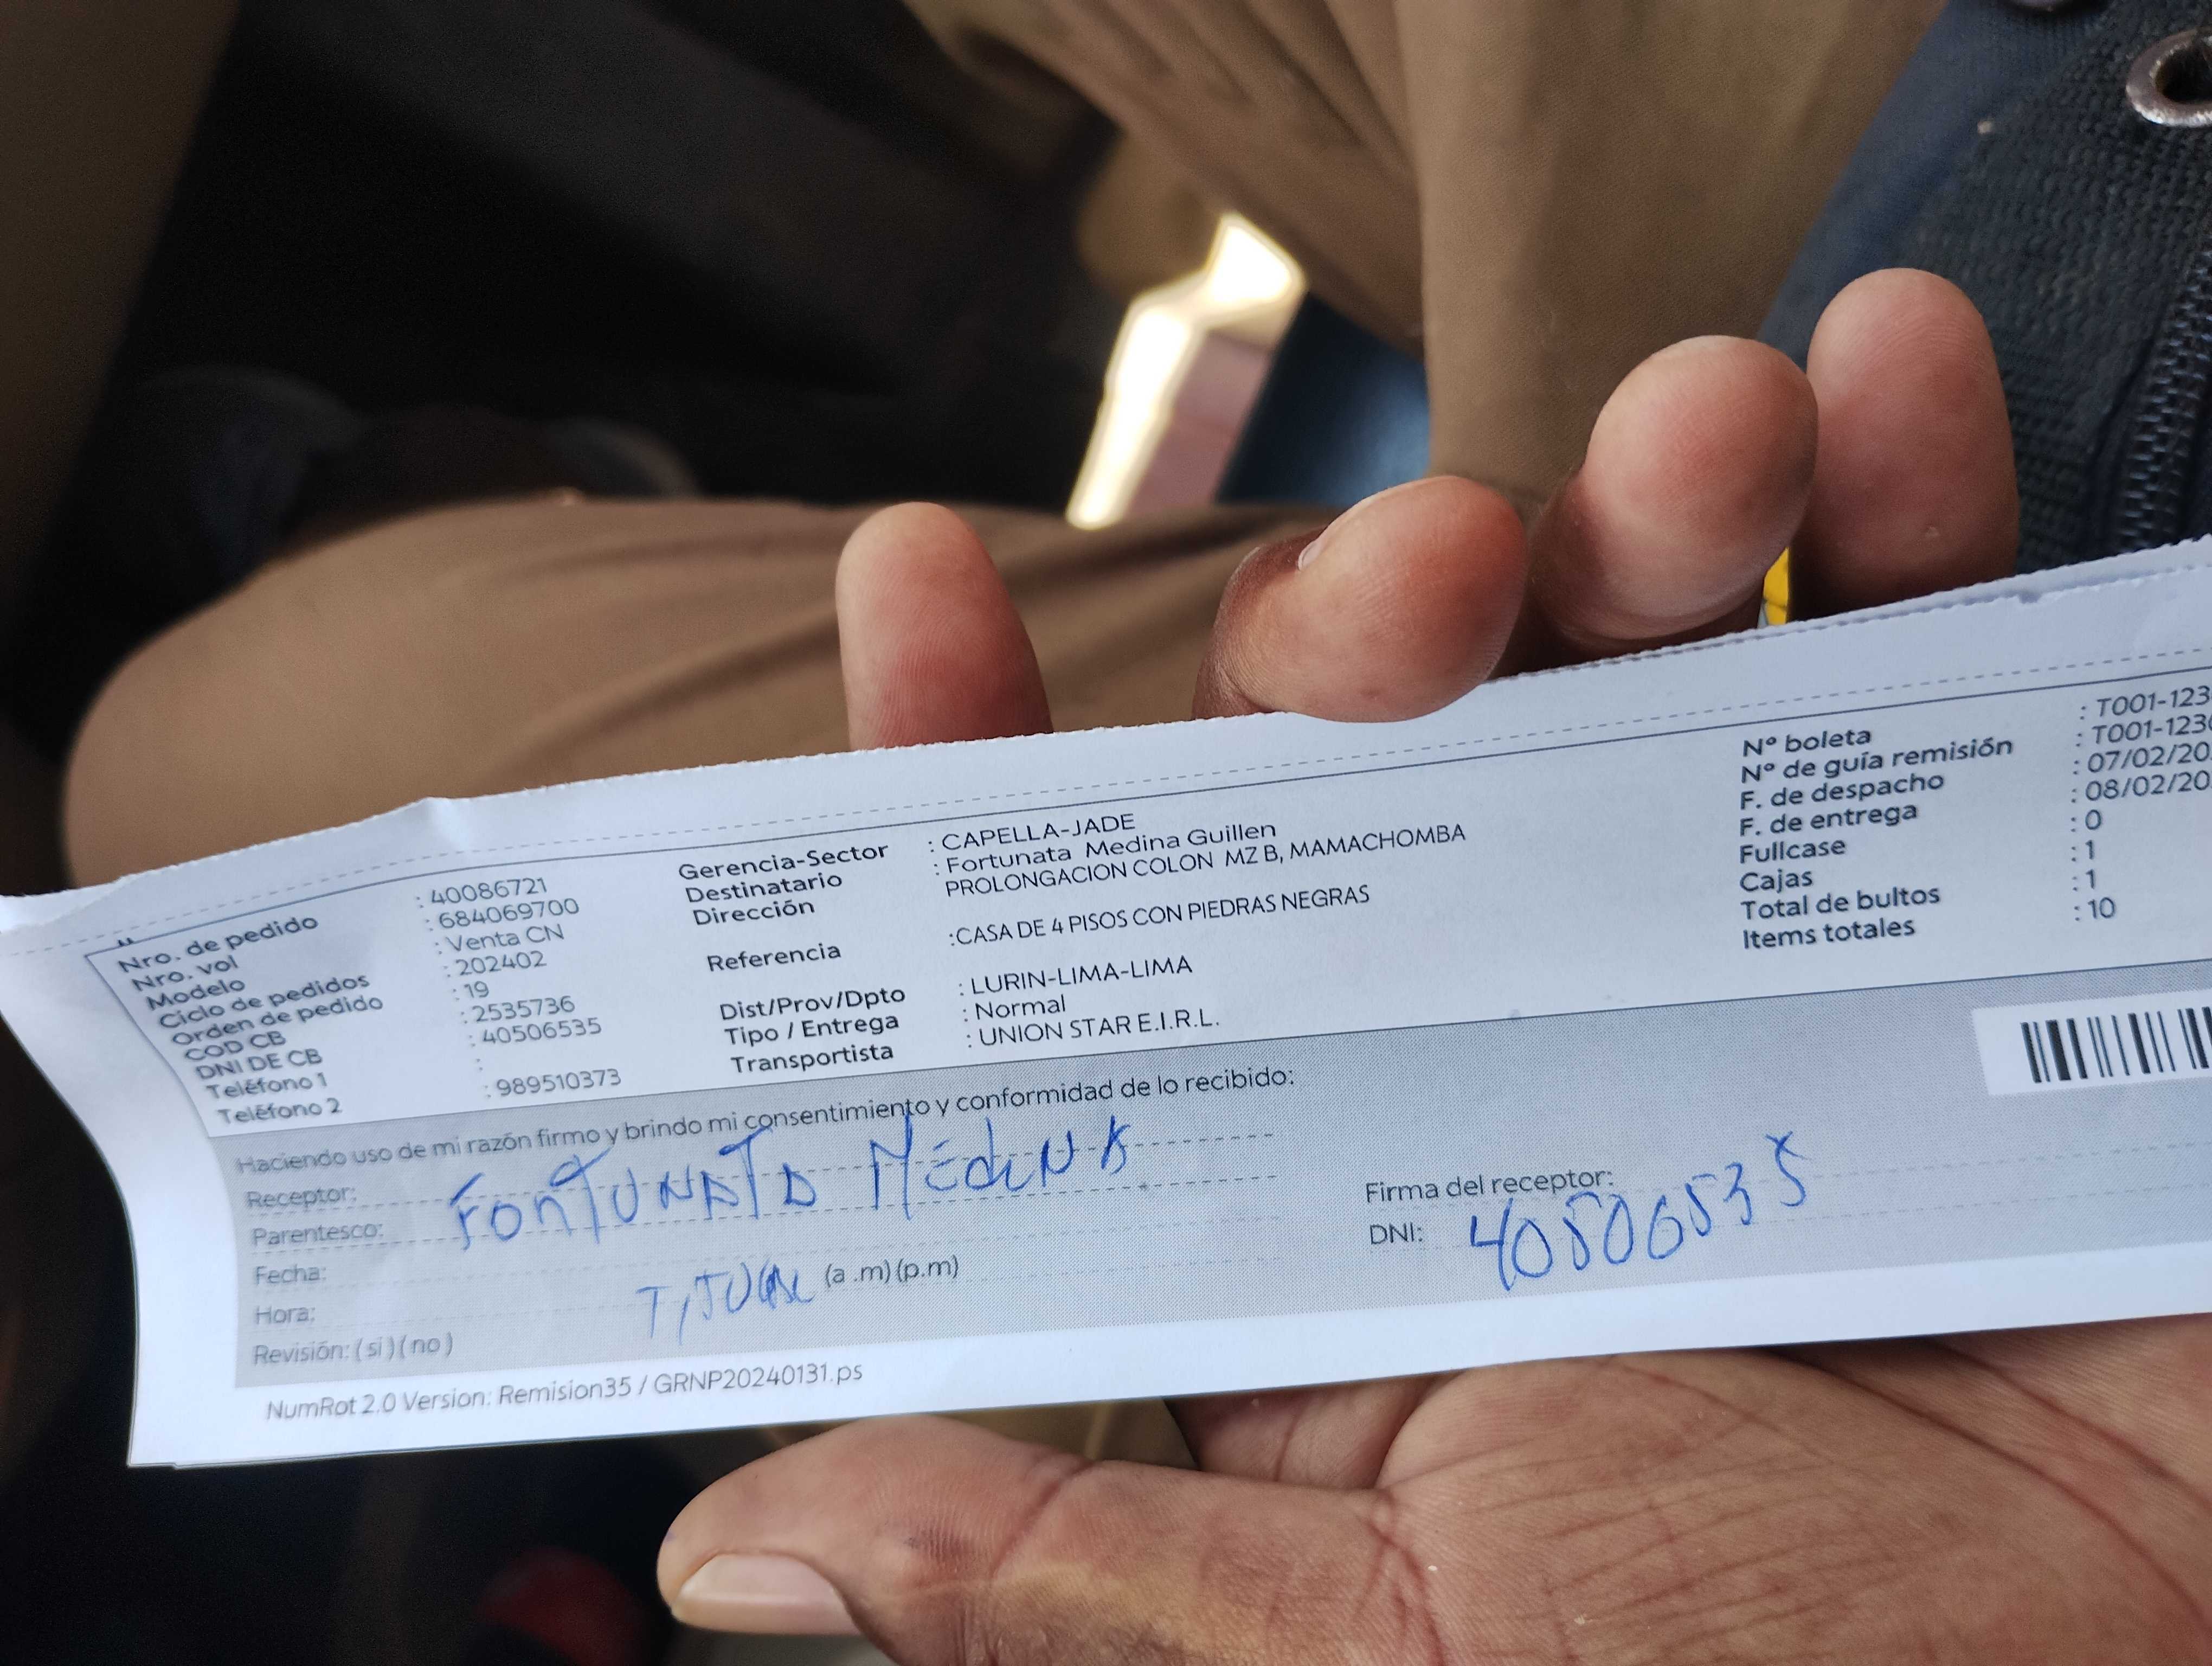 Nro. de pedido : 40086721
Nro. vol : 684069700
Modelo : Venta CN
Ciclo de pedidos : 202402
Orden de pedido : 19
COD CB : 2535736
DNI DE CB : 40506535
Teléfono 1 :
Teléfono 2 : 989510373
Gerencia-Sector : CAPELLA-JADE
Destinatario : Fortunata Medina Guillen
Dirección PROLONGACION COLON MZ B, MAMACHOMBA
Referencia :CASA DE 4 PISOS CON PIEDRAS NEGRAS
Dist/Prov/Dpto : LURIN-LIMA-LIMA
Tipo / Entrega : Normal
Transportista : UNION STAR E.I.R.L.
Nº boleta : T001-123
Nº de guía remisión : T001-123
F. de despacho : 07/02/20
F. de entrega : 08/02/20
Fullcase : 0
Cajas : 1
Total de bultos : 1
Items totales : 10
Haciendo uso de mi razón firmo y brindo mi consentimiento y conformidad de lo recibido:
Receptor: FORTUNATA MEdiNA
Parentesco:
Fecha:
Hora: (a .m) (p.m)
Revisión: ( si ) ( no )
Firma del receptor:
DNI: 40506535
NumRot 2.0 Version: Remision35 / GRNP20240131.ps